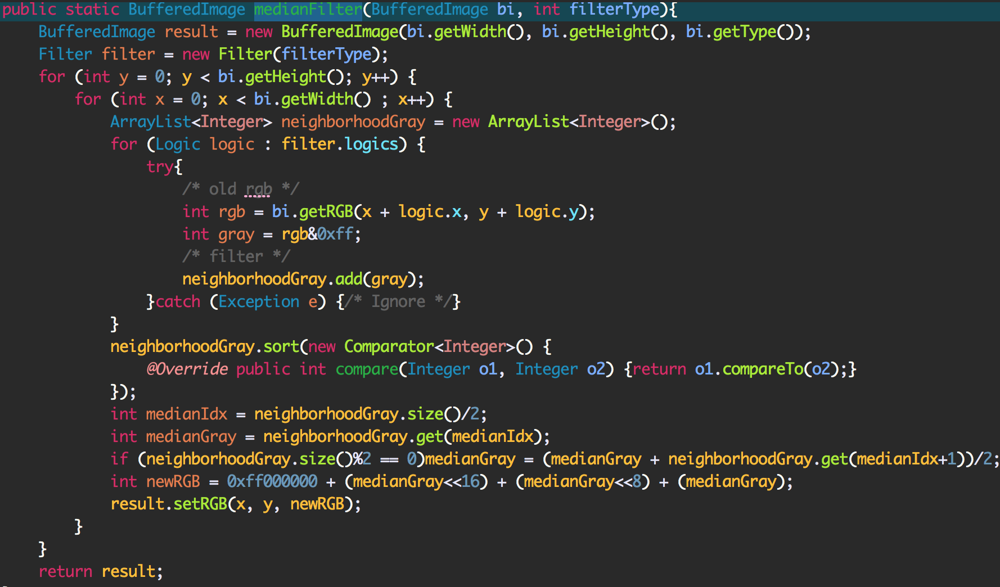 public static BufferedImage medianFilter(BufferedImage bi, int filterType){
    BufferedImage result = new BufferedImage(bi.getWidth(), bi.getHeight(), bi.getType());
    Filter filter = new Filter(filterType);
    for (int y = 0; y < bi.getHeight(); y++) {
        for (int x = 0; x < bi.getWidth() ; x++) {
            ArrayList<Integer> neighborhoodGray = new ArrayList<Integer>();
            for (Logic logic : filter.logics) {
                try{
                    /* old rgb */
                    int rgb = bi.getRGB(x + logic.x, y + logic.y);
                    int gray = rgb&0xff;
                    /* filter */
                    neighborhoodGray.add(gray);
                }catch (Exception e) {/* Ignore */}
            }
            neighborhoodGray.sort(new Comparator<Integer>() {
                @Override public int compare(Integer o1, Integer o2) {return o1.compareTo(o2);}
            });
            int medianIdx = neighborhoodGray.size()/2;
            int medianGray = neighborhoodGray.get(medianIdx);
            if (neighborhoodGray.size()%2 == 0)medianGray = (medianGray + neighborhoodGray.get(medianIdx+1))/2;
            int newRGB = 0xff000000 + (medianGray<<16) + (medianGray<<8) + (medianGray);
            result.setRGB(x, y, newRGB);
        }
    }
    return result;